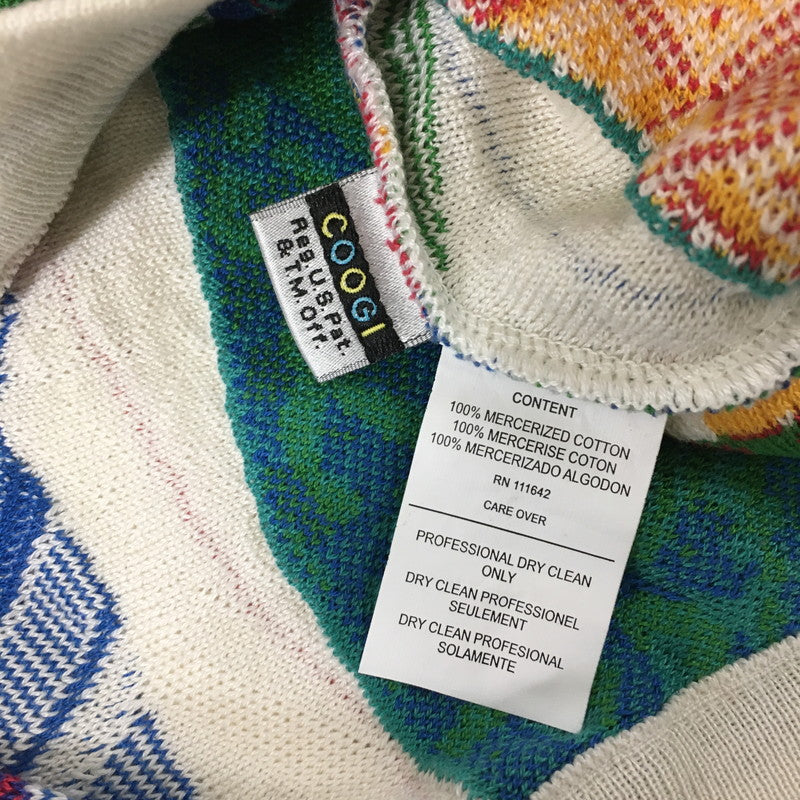 COOGI
Reg U.S. Pat.
& T.M. Off.
CONTENT
100% MERCERIZED COTTON
100% MERCERISE COTON
100% MERCERIZADO ALGODON
RN 111642
CARE OVER
PROFESSIONAL DRY CLEAN
ONLY
DRY CLEAN PROFESSIONEL
SEULEMENT
DRY CLEAN PROFESIONAL
SOLAMENTE